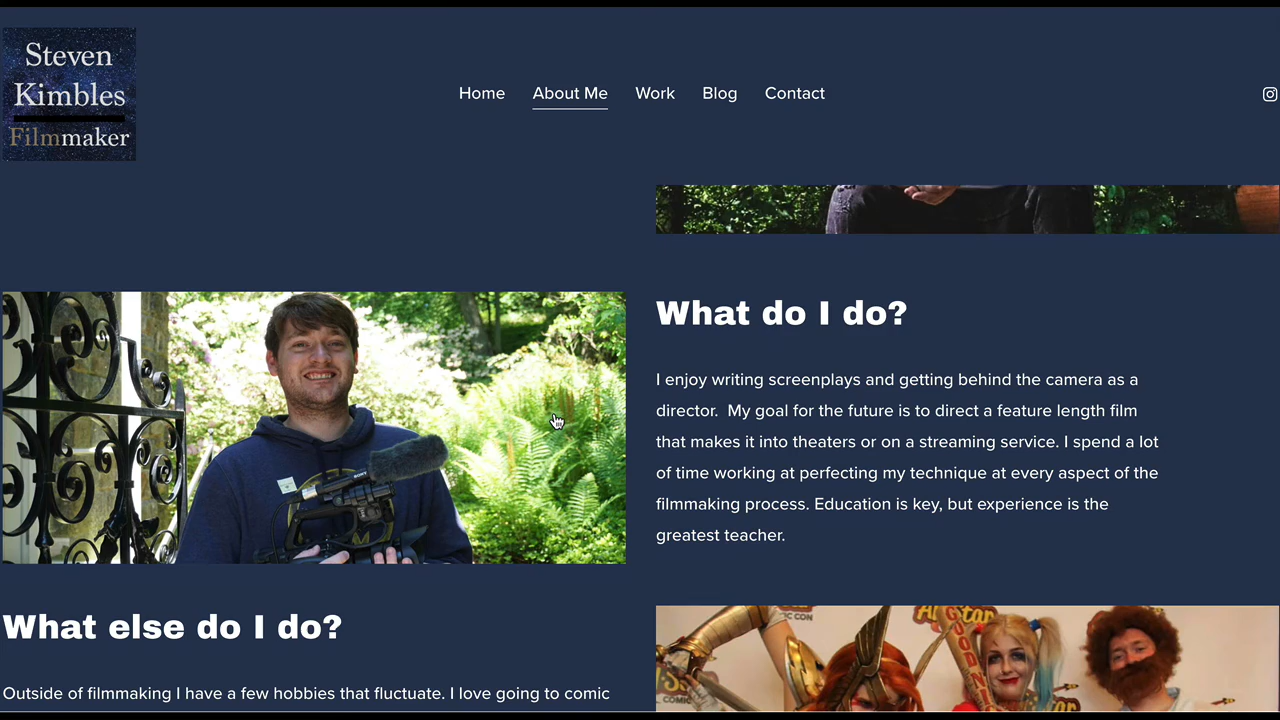 Steven
Kimbles
Filmmaker
Home About Me Work Blog Contact
What do I do?
I enjoy writing screenplays and getting behind the camera as a
director.  My goal for the future is to direct a feature length film
that makes it into theaters or on a streaming service. I spend a lot
of time working at perfecting my technique at every aspect of the
filmmaking process. Education is key, but experience is the
greatest teacher.
SONY
What else do I do?
Outside of filmmaking I have a few hobbies that fluctuate. I love going to comic